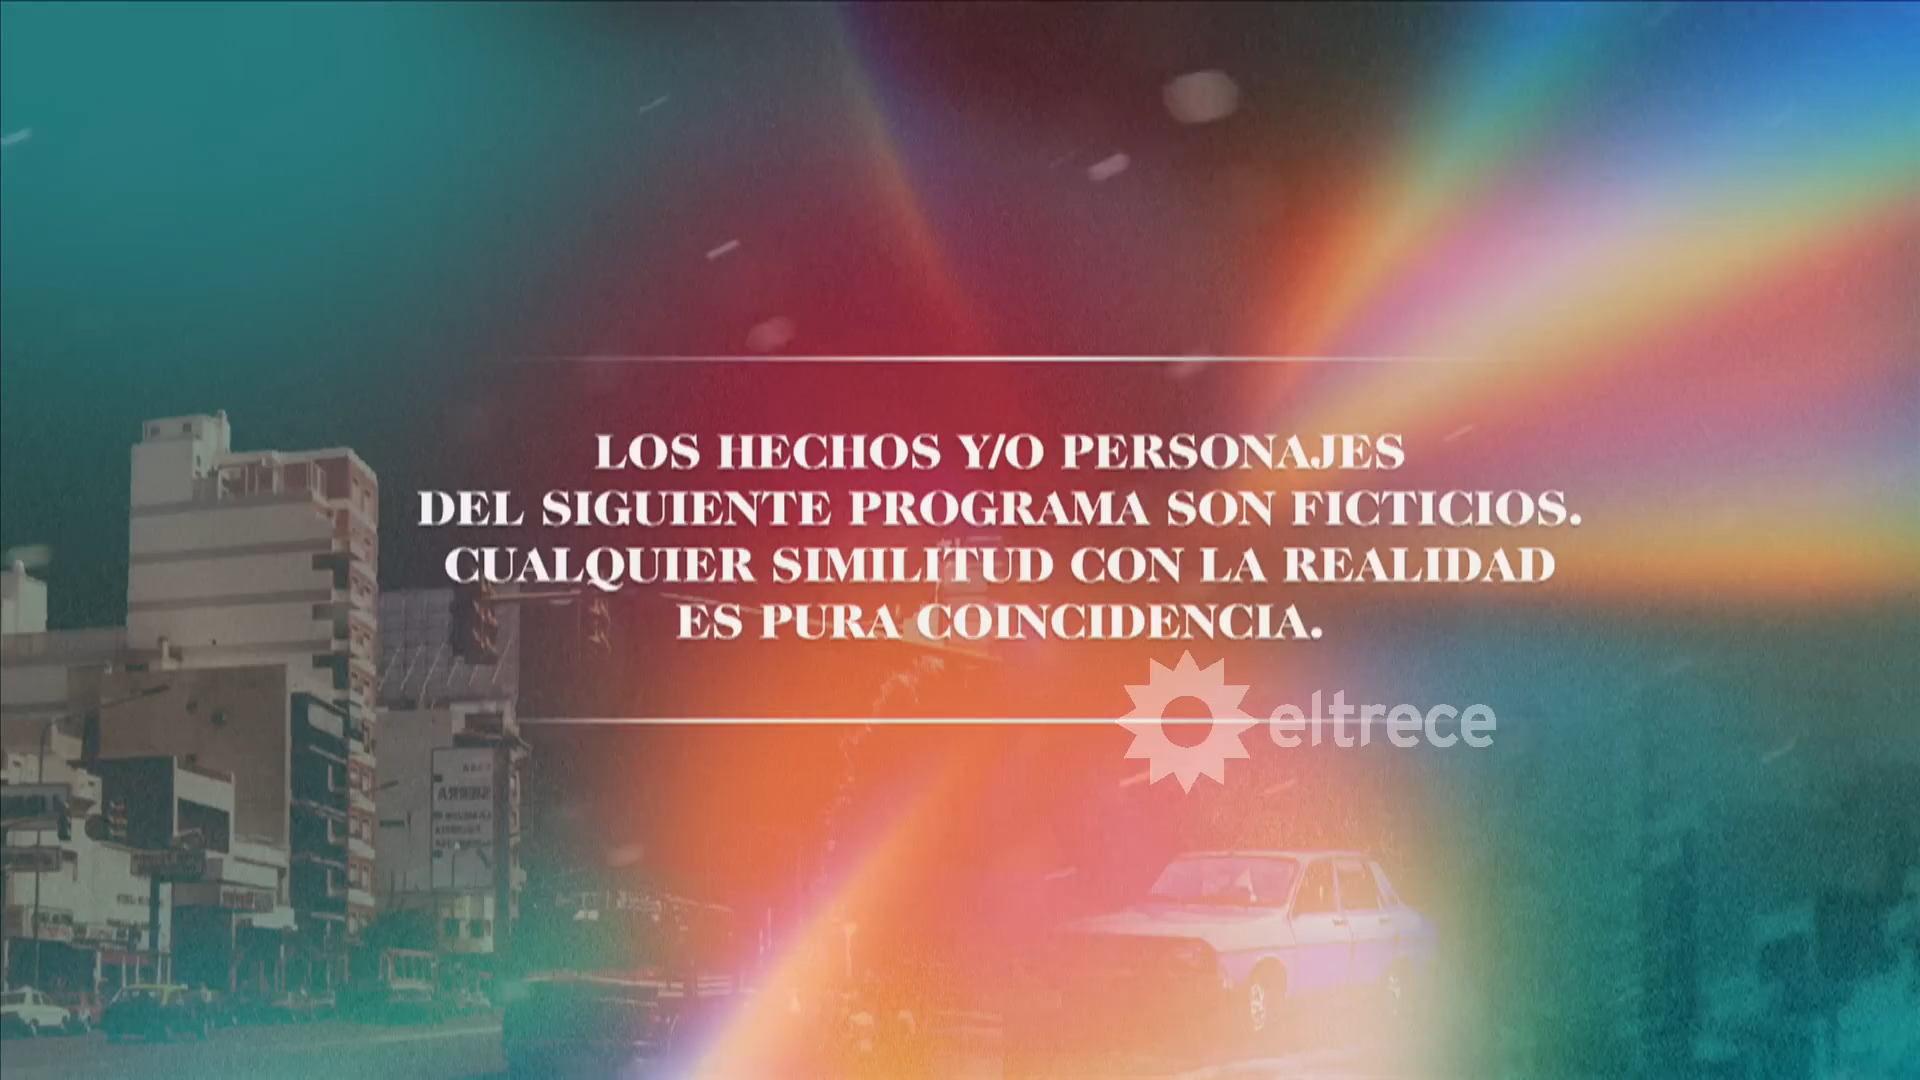 LOS HECHOS Y/O PERSONAJES
DEL SIGUIENTE PROGRAMA SON FICTICIOS.
CUALQUIER SIMILITUD CON LA REALIDAD
ES PURA COINCIDENCIA.
eltrece